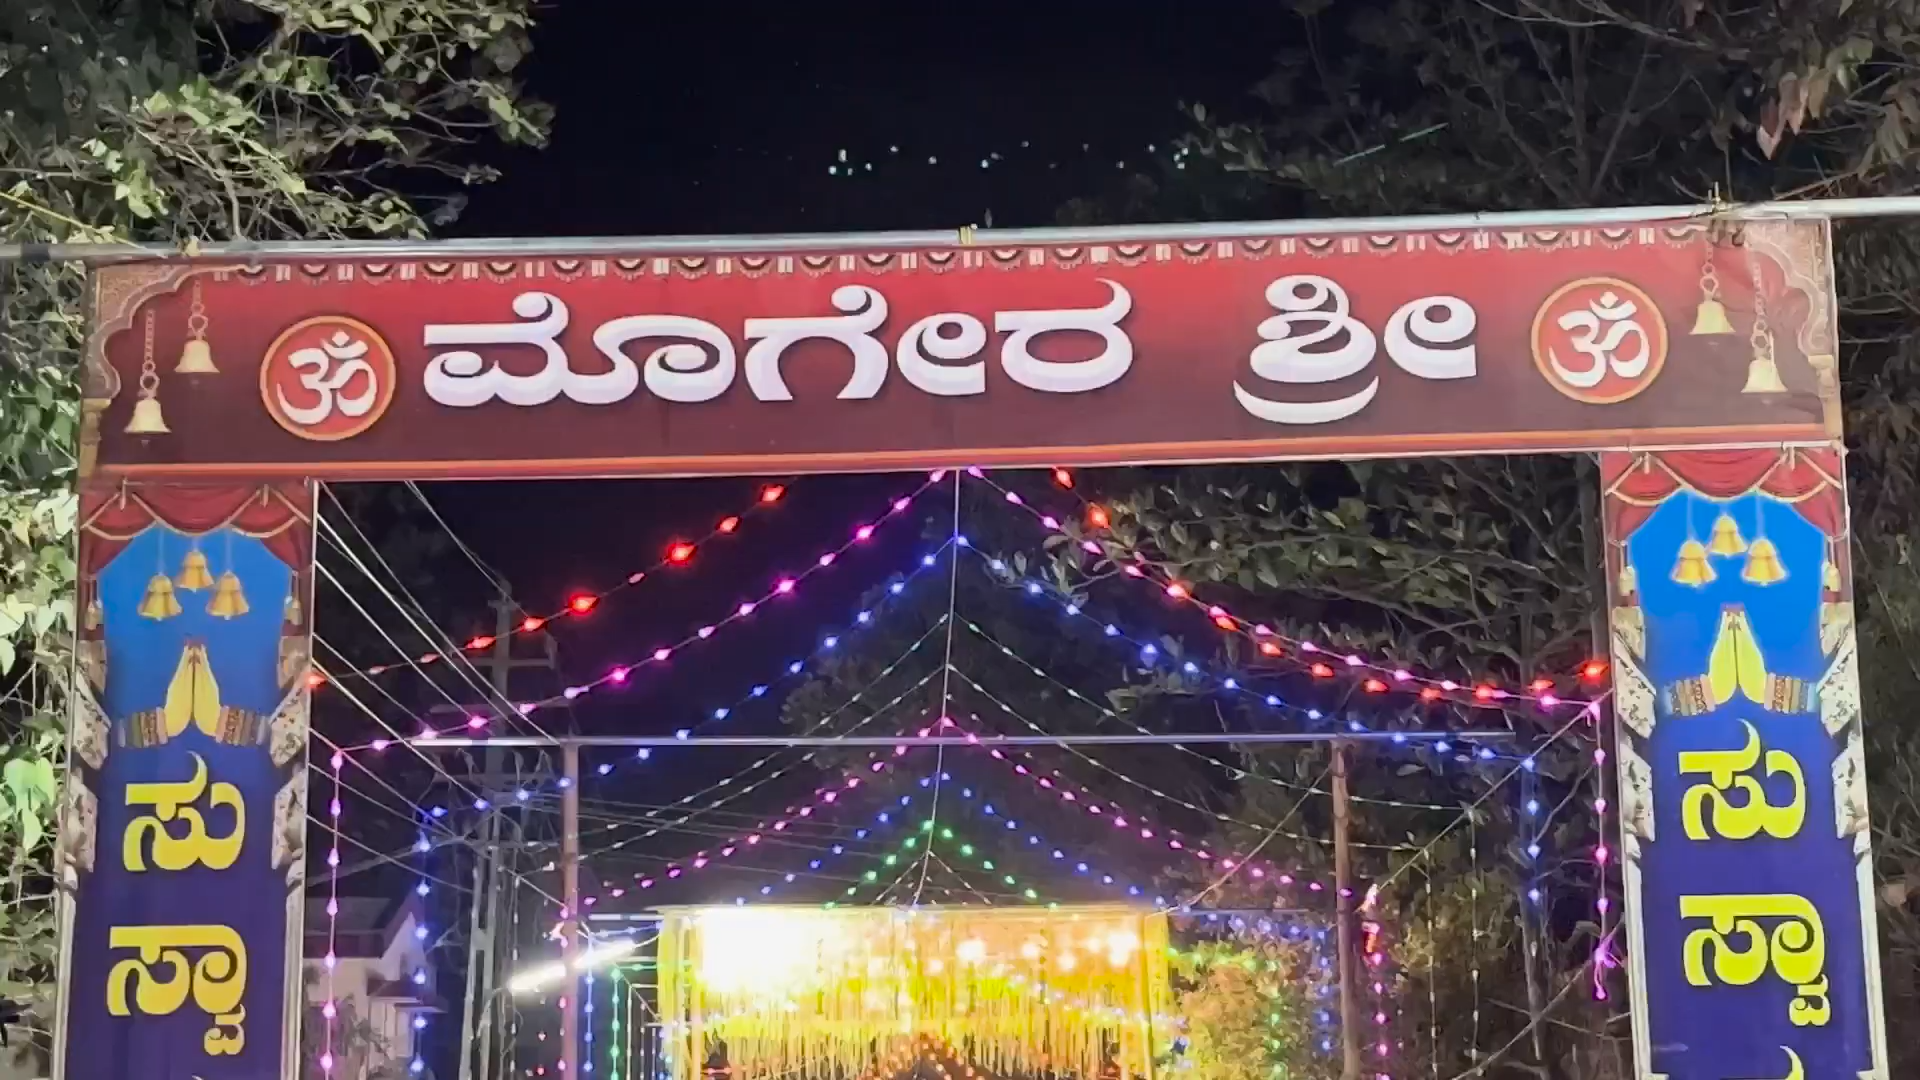 ॐ ಮೊಗೇರ ಶ್ರೀ ॐ
ಸು
ಸ್ವಾ
ಸು
ಸ್ವಾ